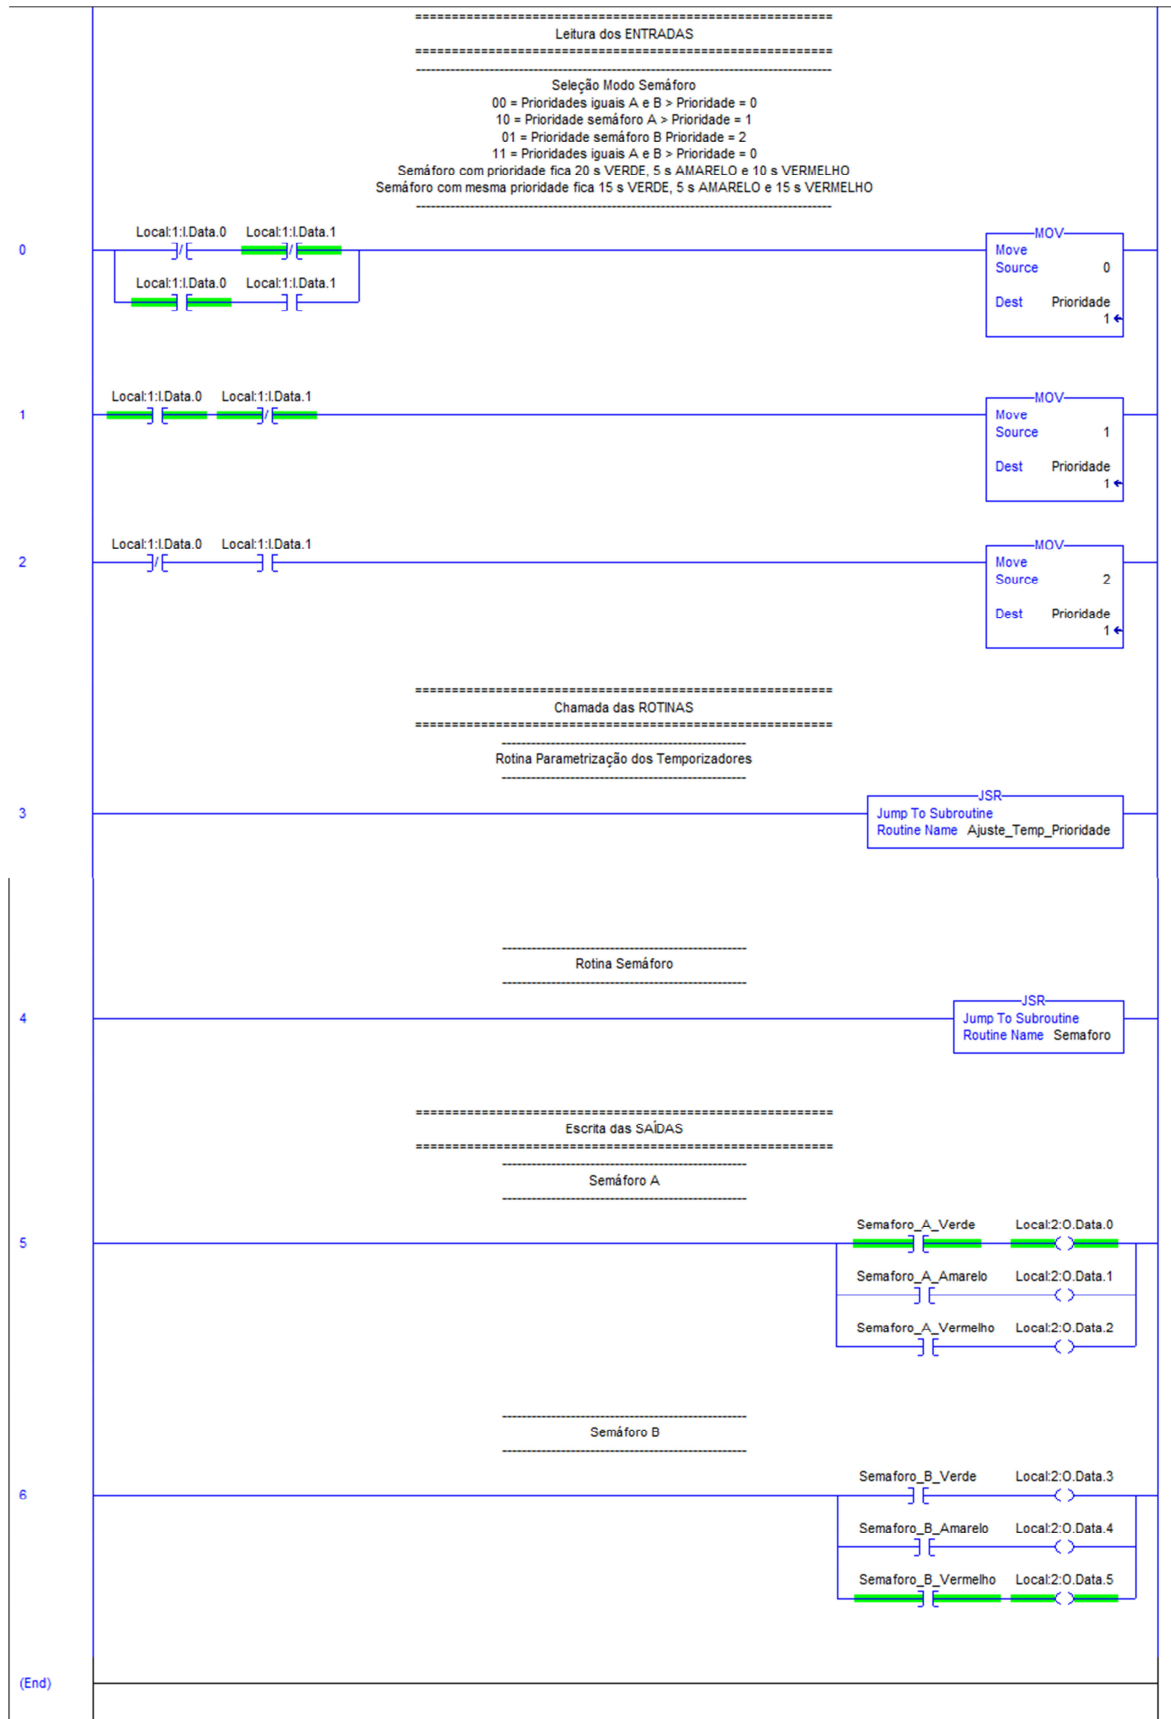 ==========================================================
Leitura dos ENTRADAS
==========================================================
--------------------------------------------------------------------------------
Seleção Modo Semáforo
00 = Prioridades iguais A e B > Prioridade = 0
10 = Prioridade semáforo A > Prioridade = 1
01 = Prioridade semáforo B Prioridade = 2
11 = Prioridades iguais A e B > Prioridade = 0
Semáforo com prioridade fica 20 s VERDE, 5 s AMARELO e 10 s VERMELHO
Semáforo com mesma prioridade fica 15 s VERDE, 5 s AMARELO e 15 s VERMELHO
--------------------------------------------------------------------------------
0
Local:1:I.Data.0 Local:1:I.Data.1
Local:1:I.Data.0 Local:1:I.Data.1
MOV
Move
Source 0
Dest Prioridade
1
1
Local:1:I.Data.0 Local:1:I.Data.1
MOV
Move
Source 1
Dest Prioridade
1
2
Local:1:I.Data.0 Local:1:I.Data.1
MOV
Move
Source 2
Dest Prioridade
1
==========================================================
Chamada das ROTINAS
==========================================================
-----------------------------------------------
Rotina Parametrização dos Temporizadores
-----------------------------------------------
3
JSR
Jump To Subroutine
Routine Name Ajuste_Temp_Prioridade
-----------------------------------------------
Rotina Semáforo
-----------------------------------------------
4
JSR
Jump To Subroutine
Routine Name Semaforo
==========================================================
Escrita das SAÍDAS
==========================================================
-----------------------------------------------
Semáforo A
-----------------------------------------------
5
Semaforo_A_Verde Local:2:O.Data.0
Semaforo_A_Amarelo Local:2:O.Data.1
Semaforo_A_Vermelho Local:2:O.Data.2
-----------------------------------------------
Semáforo B
-----------------------------------------------
6
Semaforo_B_Verde Local:2:O.Data.3
Semaforo_B_Amarelo Local:2:O.Data.4
Semaforo_B_Vermelho Local:2:O.Data.5
(End)